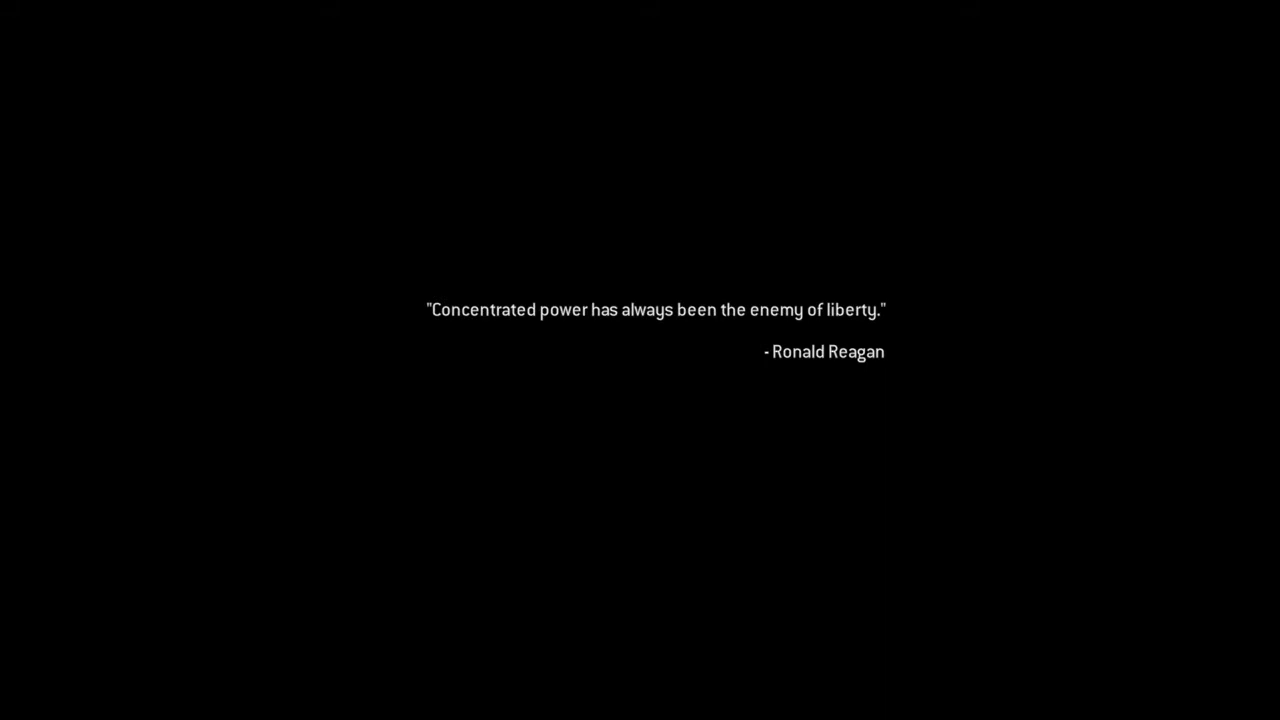 "Concentrated power has always been the enemy of liberty."
- Ronald Reagan